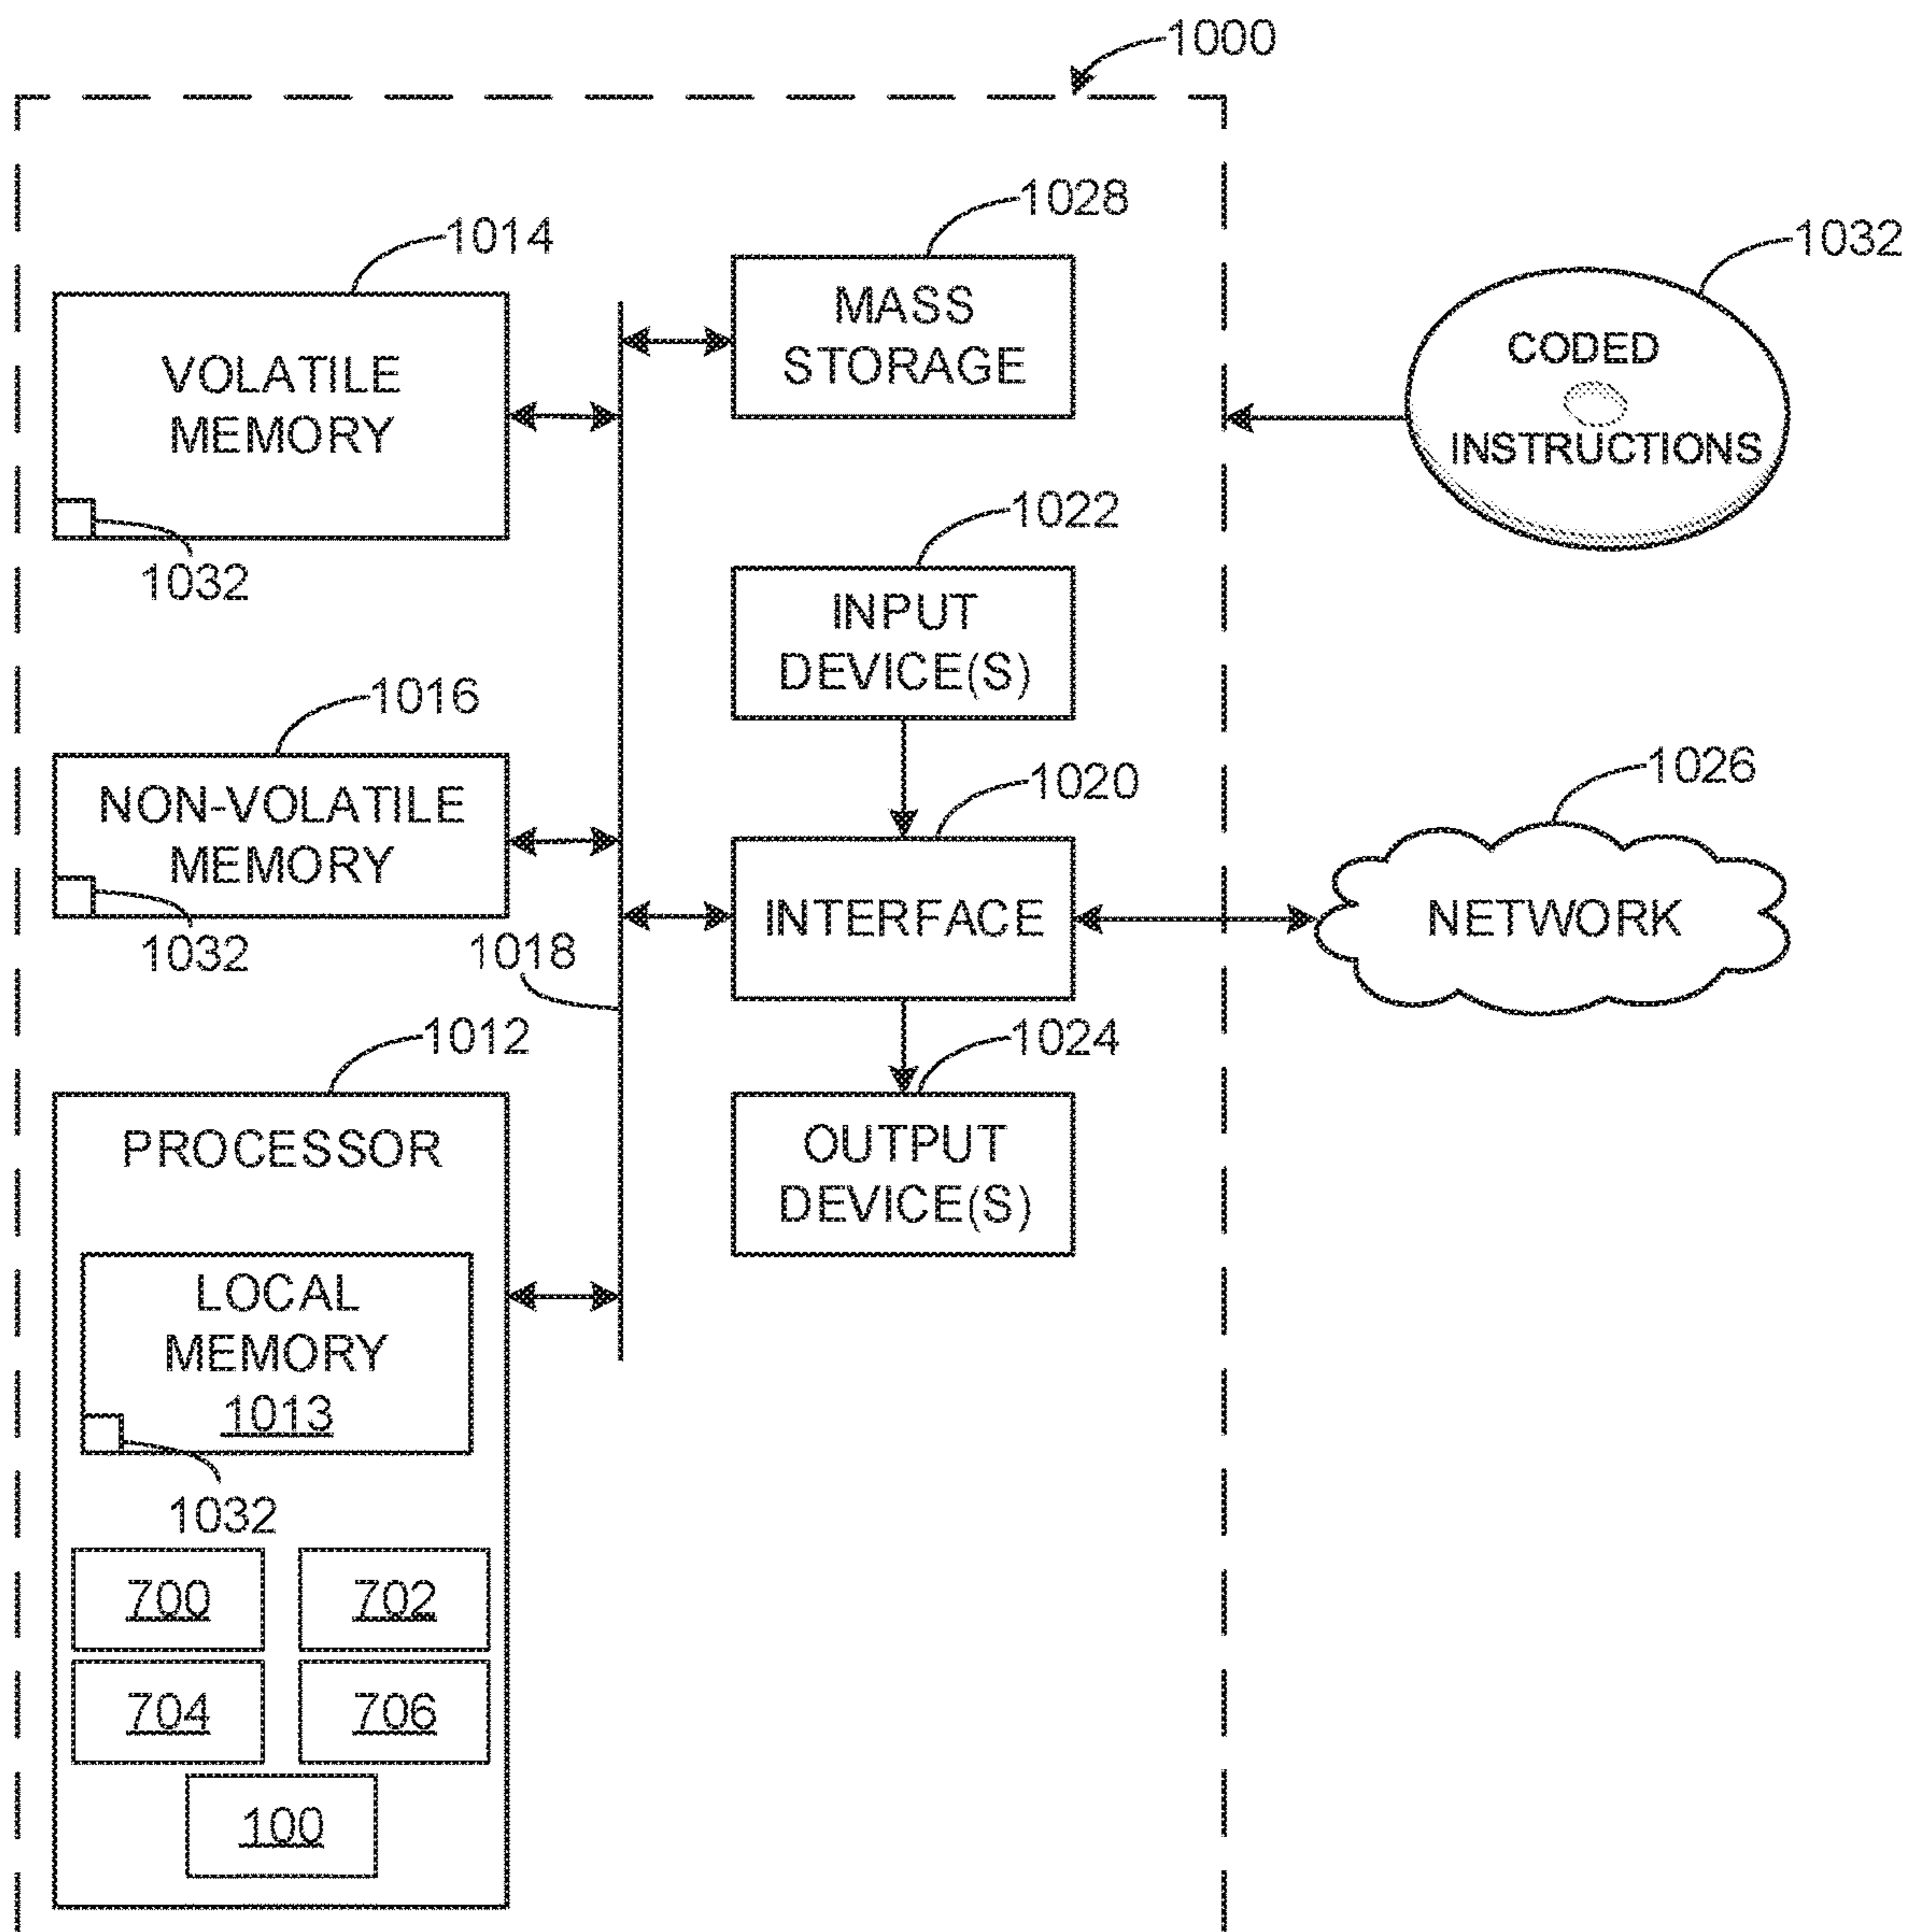 1000
1028
1014
1032
MASS
STORAGE
VOLATILE
MEMORY
CODED
INSTRUCTIONS
1032
1022
INPUT
DEVICE(S)
1016
1020
1026
NON-VOLATILE
MEMORY
1032
1018
INTERFACE
NETWORK
1012
1024
PROCESSOR
OUTPUT
DEVICE(S)
LOCAL
MEMORY
1013
1032
700 702
704 706
100